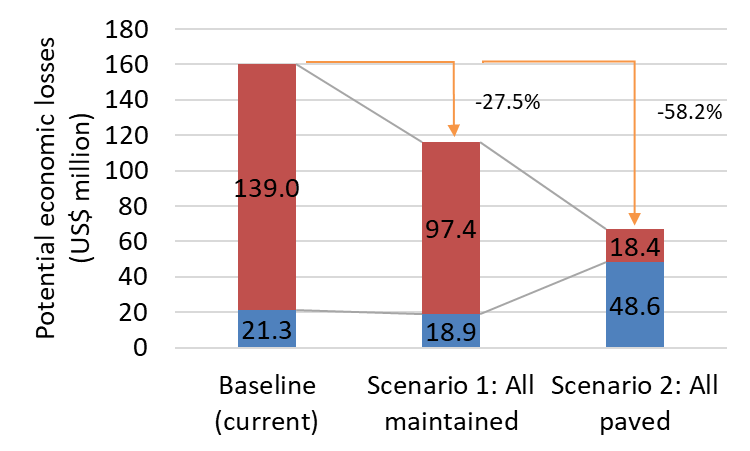 Potential economic losses
(US$ million)
180
160
140
120
100
80
60
40
20
0
-27.5%
-58.2%
139.0
97.4
18.4
21.3
18.9
48.6
Baseline
(current)
Scenario 1: All
maintained
Scenario 2: All
paved